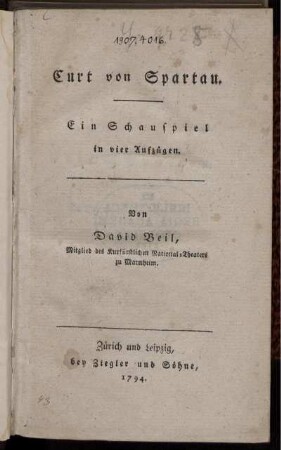 1907.4016.
Curt von Spartau.
Ein Schauspiel
in vier Aufzügen.
Von
David Beil,
Mitglied des Kurfürstlichen National-Theaters
zu Mannheim.
Zürich und Leipzig,
bey Ziegler und Söhne,
1794.